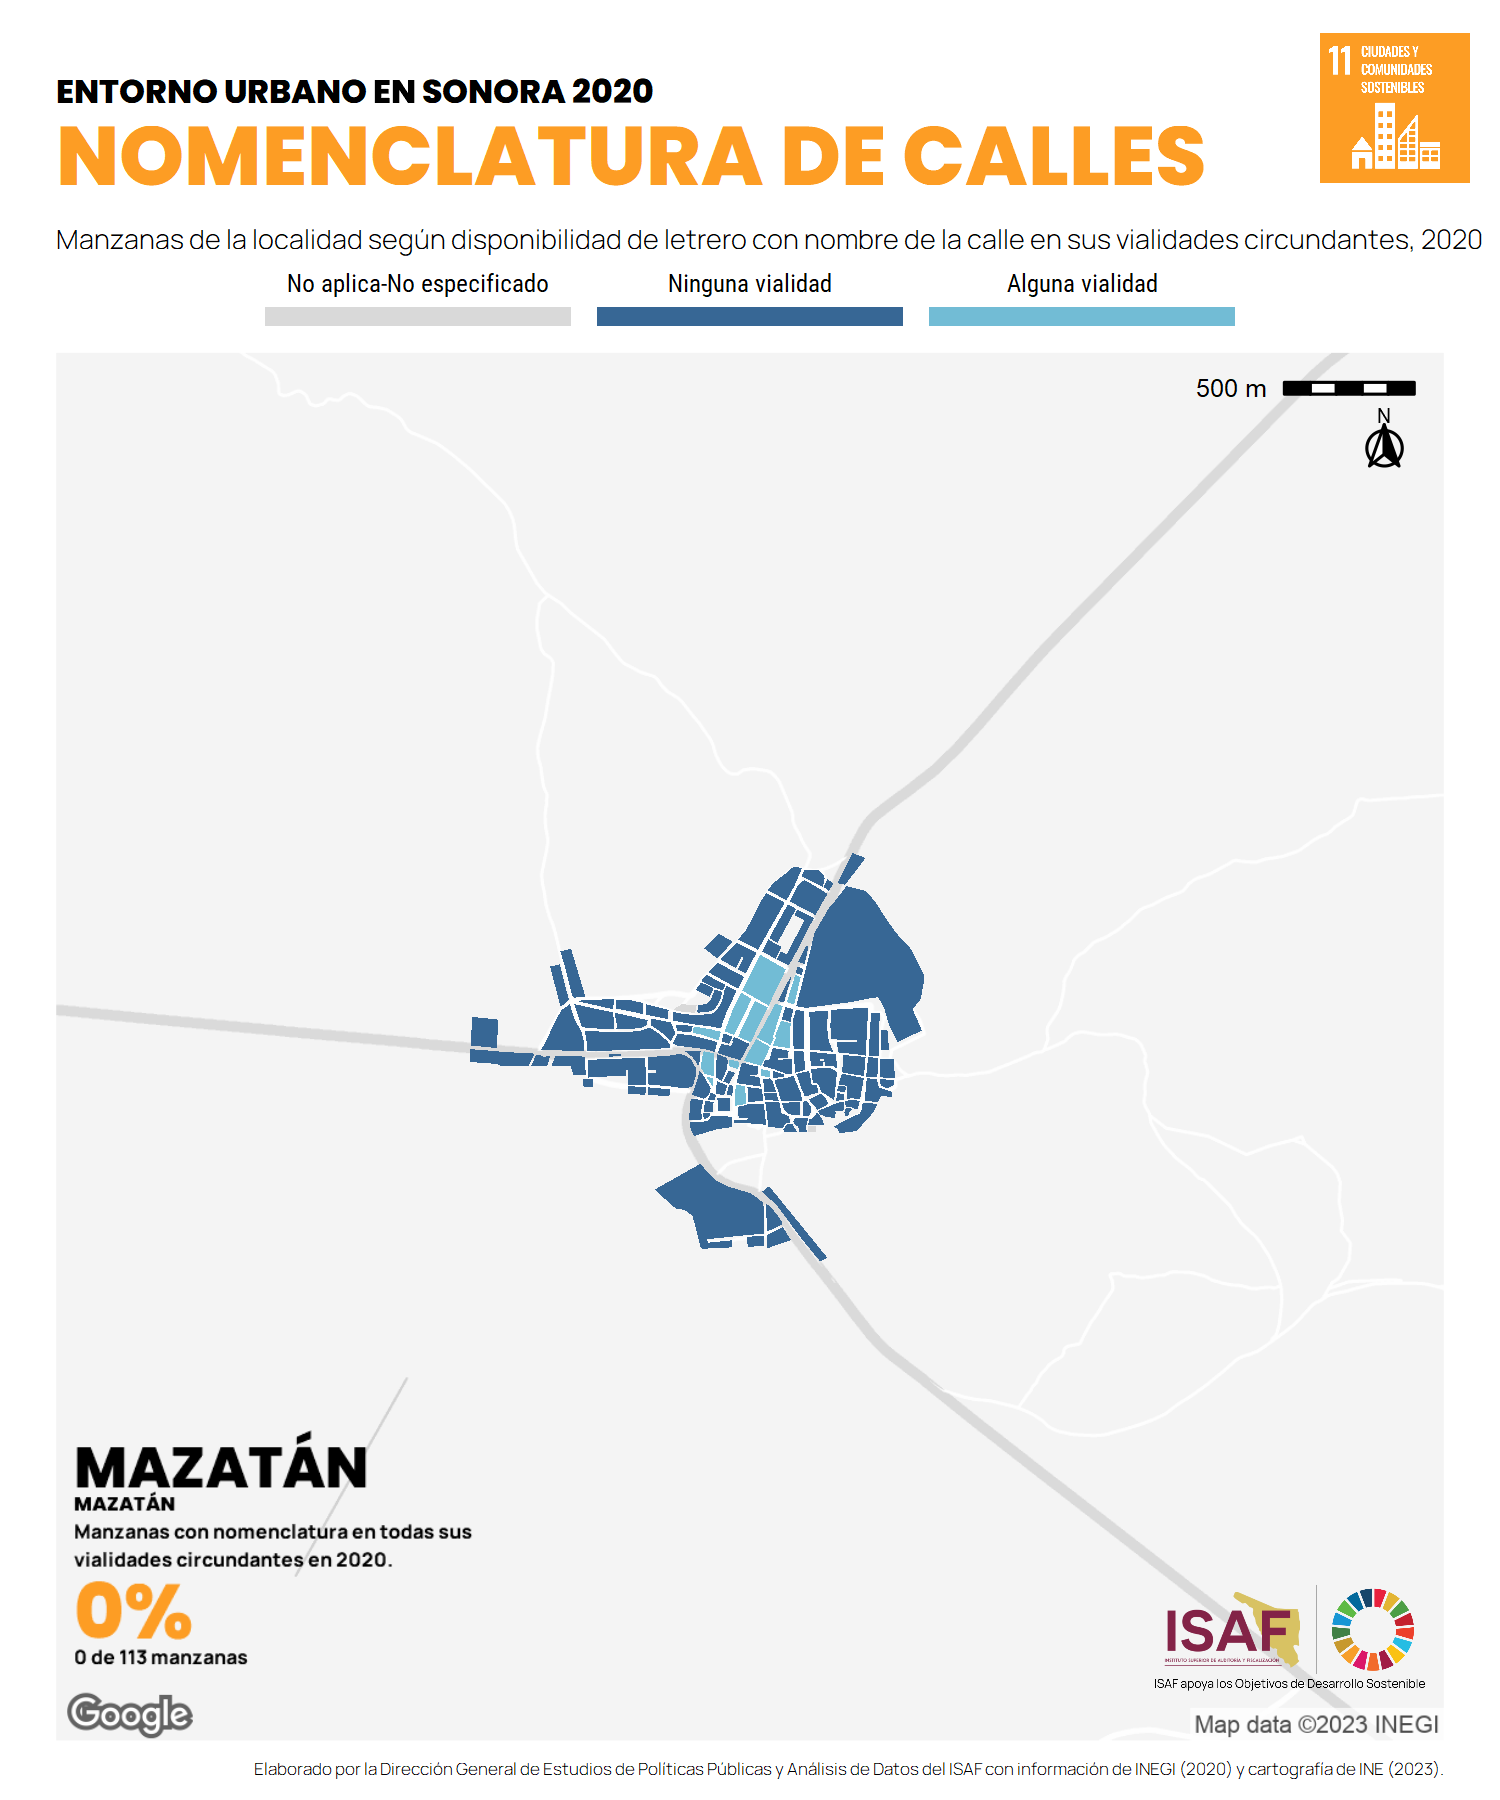 ENTORNO URBANO EN SONORA 2020
NOMENCLATURA DE CALLES
11 CIUDADES Y
COMUNIDADES
SOSTENIBLES
Manzanas de la localidad según disponibilidad de letrero con nombre de la calle en sus vialidades circundantes, 2020
No aplica-No especificado
Ninguna vialidad
Alguna vialidad
500 m
N
MAZATÁN
MAZATÁN
Manzanas con nomenclatura en todas sus
vialidades circundantes en 2020.
0%
0 de 113 manzanas
Google
ISAF
INSTITUTO SUPERIOR DE AUDITORÍA Y FISCALIZACIÓN
ISAF apoya los Objetivos de Desarrollo Sostenible
Map data ©2023 INEGI
Elaborado por la Dirección General de Estudios de Políticas Públicas y Análisis de Datos del ISAF con información de INEGI (2020) y cartografía de INE (2023).